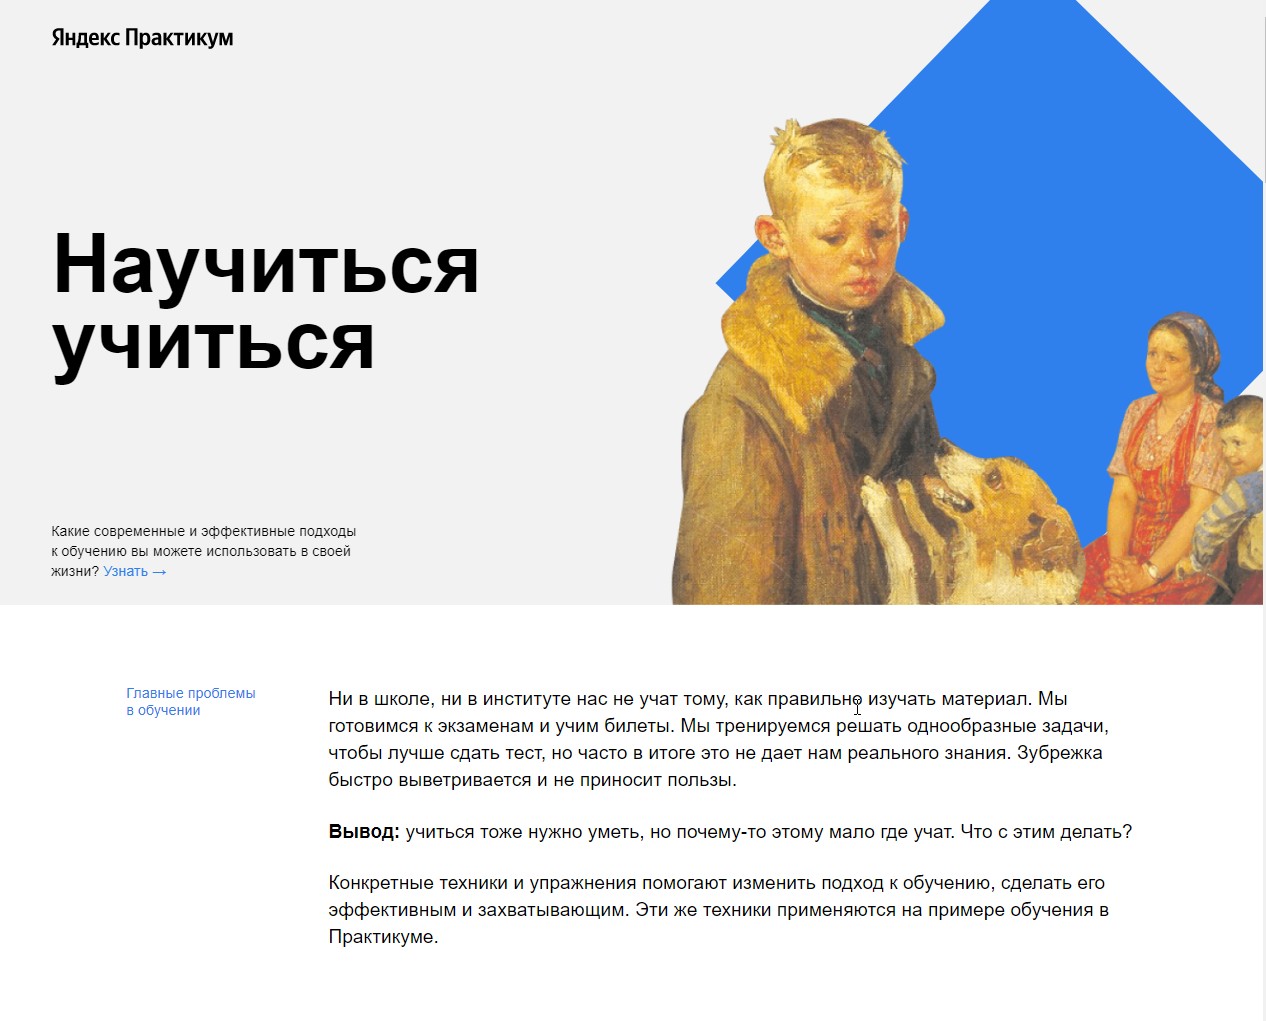 Яндекс Практикум
Научиться
учиться
Какие современные и эффективные подходы
к обучению вы можете использовать в своей
жизни? Узнать →
Главные проблемы
в обучении
Ни в школе, ни в институте нас не учат тому, как правильно изучать материал. Мы
готовимся к экзаменам и учим билеты. Мы тренируемся решать однообразные задачи,
чтобы лучше сдать тест, но часто в итоге это не дает нам реального знания. Зубрежка
быстро выветривается и не приносит пользы.
Вывод: учиться тоже нужно уметь, но почему-то этому мало где учат. Что с этим делать?
Конкретные техники и упражнения помогают изменить подход к обучению, сделать его
эффективным и захватывающим. Эти же техники применяются на примере обучения в
Практикуме.